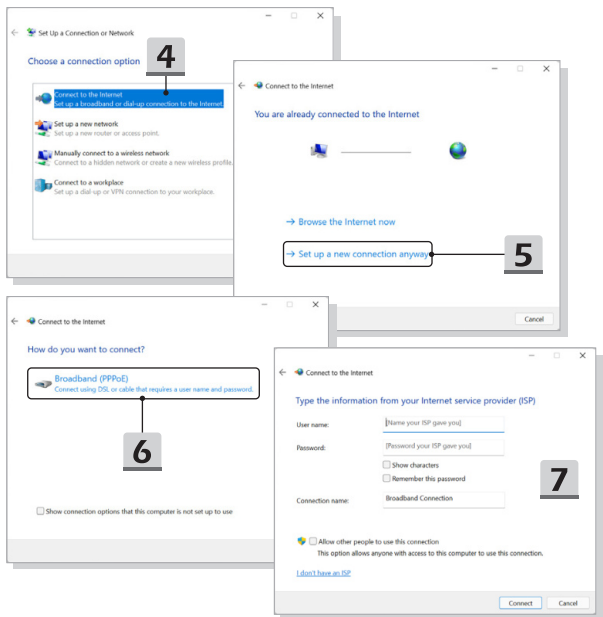 Set Up a Connection or Network
Choose a connection option
4
Connect to the Internet
Set up a broadband or dial-up connection to the Internet.
Set up a new network
Set up a new router or access point.
Manually connect to a wireless network
Connect to a hidden network or create a new wireless profile.
Connect to a workplace
Set up a dial-up or VPN connection to your workplace.
Connect to the Internet
You are already connected to the Internet
Browse the Internet now
Set up a new connection anyway
5
Cancel
Connect to the Internet
How do you want to connect?
Broadband (PPPoE)
Connect using DSL or cable that requires a user name and password.
6
Show connection options that this computer is not set up to use
Connect to the Internet
Type the information from your Internet service provider (ISP)
User name: [Name your ISP gave you]
Password: [Password your ISP gave you]
Show characters
Remember this password
7
Connection name: Broadband Connection
Allow other people to use this connection
This option allows anyone with access to this computer to use this connection.
I don't have an ISP
Connect Cancel